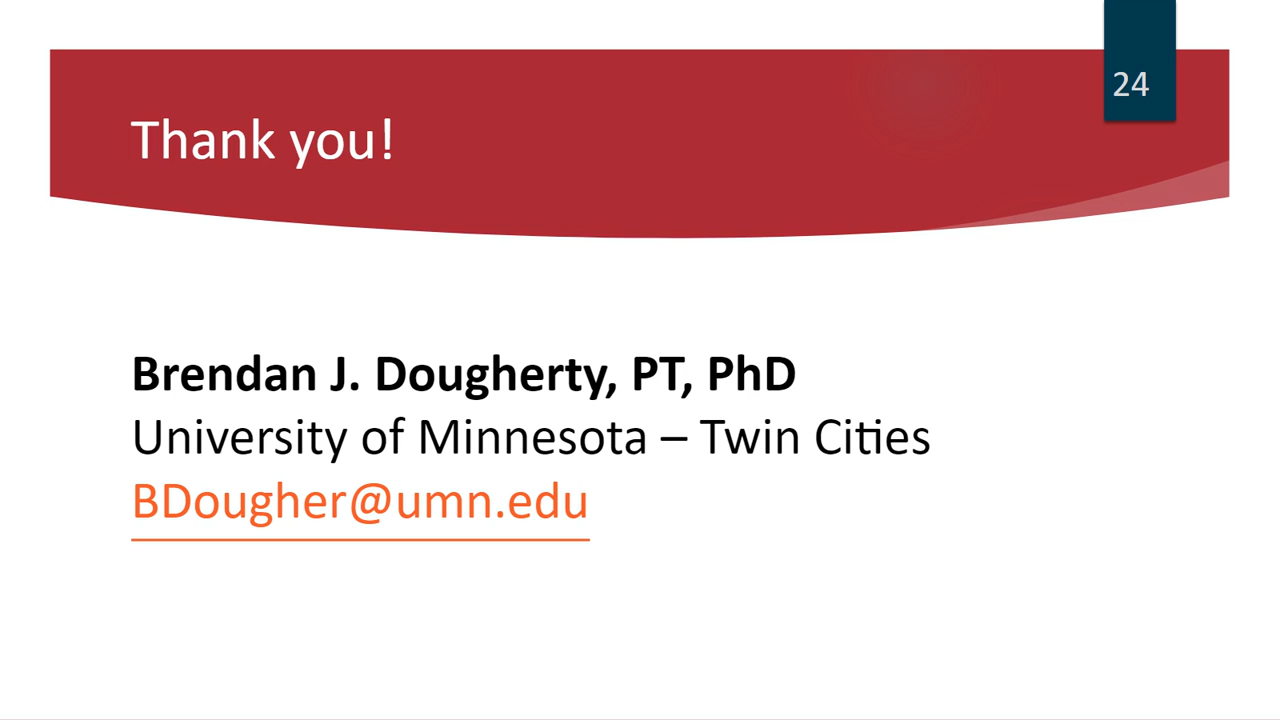 24
Thank you!
Brendan J. Dougherty, PT, PhD
University of Minnesota – Twin Cities
BDougher@umn.edu